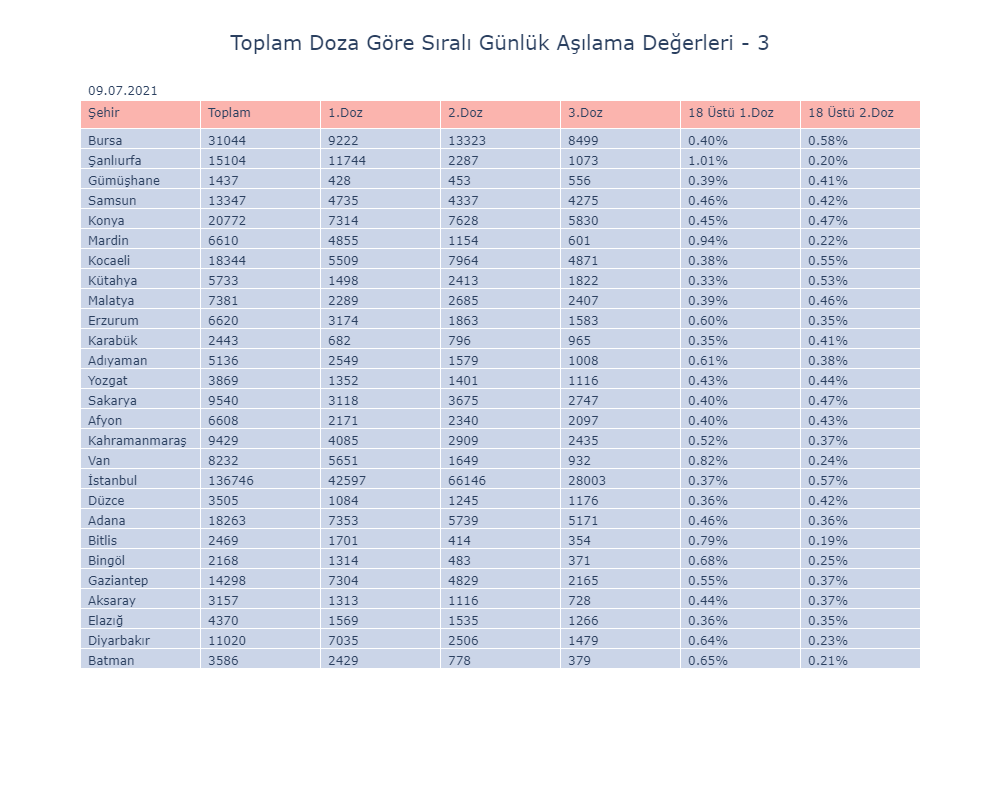 Toplam Doza Göre Sıralı Günlük Aşılama Değerleri - 3
09.07.2021
Şehir Toplam 1.Doz 2.Doz 3.Doz 18 Üstü 1.Doz 18 Üstü 2.Doz
Bursa 31044 9222 13323 8499 0.40% 0.58%
Şanlıurfa 15104 11744 2287 1073 1.01% 0.20%
Gümüşhane 1437 428 453 556 0.39% 0.41%
Samsun 13347 4735 4337 4275 0.46% 0.42%
Konya 20772 7314 7628 5830 0.45% 0.47%
Mardin 6610 4855 1154 601 0.94% 0.22%
Kocaeli 18344 5509 7964 4871 0.38% 0.55%
Kütahya 5733 1498 2413 1822 0.33% 0.53%
Malatya 7381 2289 2685 2407 0.39% 0.46%
Erzurum 6620 3174 1863 1583 0.60% 0.35%
Karabük 2443 682 796 965 0.35% 0.41%
Adıyaman 5136 2549 1579 1008 0.61% 0.38%
Yozgat 3869 1352 1401 1116 0.43% 0.44%
Sakarya 9540 3118 3675 2747 0.40% 0.47%
Afyon 6608 2171 2340 2097 0.40% 0.43%
Kahramanmaraş 9429 4085 2909 2435 0.52% 0.37%
Van 8232 5651 1649 932 0.82% 0.24%
İstanbul 136746 42597 66146 28003 0.37% 0.57%
Düzce 3505 1084 1245 1176 0.36% 0.42%
Adana 18263 7353 5739 5171 0.46% 0.36%
Bitlis 2469 1701 414 354 0.79% 0.19%
Bingöl 2168 1314 483 371 0.68% 0.25%
Gaziantep 14298 7304 4829 2165 0.55% 0.37%
Aksaray 3157 1313 1116 728 0.44% 0.37%
Elazığ 4370 1569 1535 1266 0.36% 0.35%
Diyarbakır 11020 7035 2506 1479 0.64% 0.23%
Batman 3586 2429 778 379 0.65% 0.21%